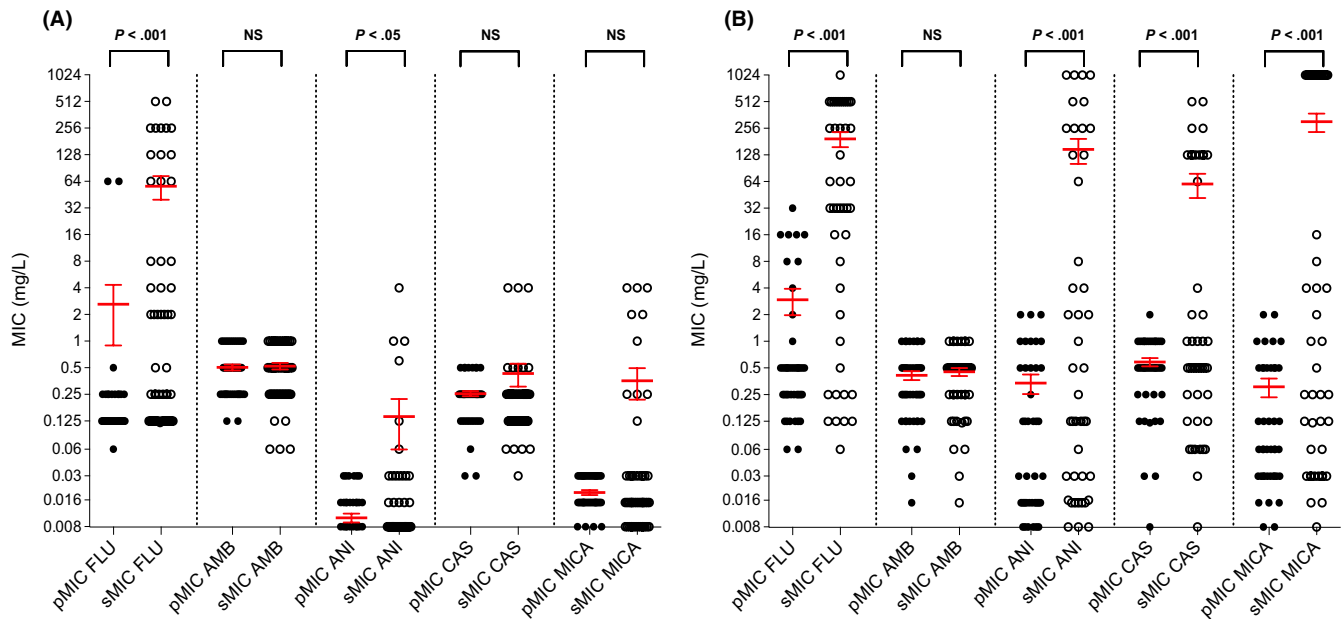 (A)
P < .001
NS
P < .05
NS
NS
MIC (mg/L)
1024
512
256
128
64
32
16
8
4
2
1
0.5
0.25
0.125
0.06
0.03
0.016
0.008
pMIC FLU
sMIC FLU
pMIC AMB
sMIC AMB
pMIC ANI
sMIC ANI
pMIC CAS
sMIC CAS
pMIC MICA
sMIC MICA
(B)
P < .001
NS
P < .001
P < .001
P < .001
MIC (mg/L)
1024
512
256
128
64
32
16
8
4
2
1
0.5
0.25
0.125
0.06
0.03
0.016
0.008
pMIC FLU
sMIC FLU
pMIC AMB
sMIC AMB
pMIC ANI
sMIC ANI
pMIC CAS
sMIC CAS
pMIC MICA
sMIC MICA